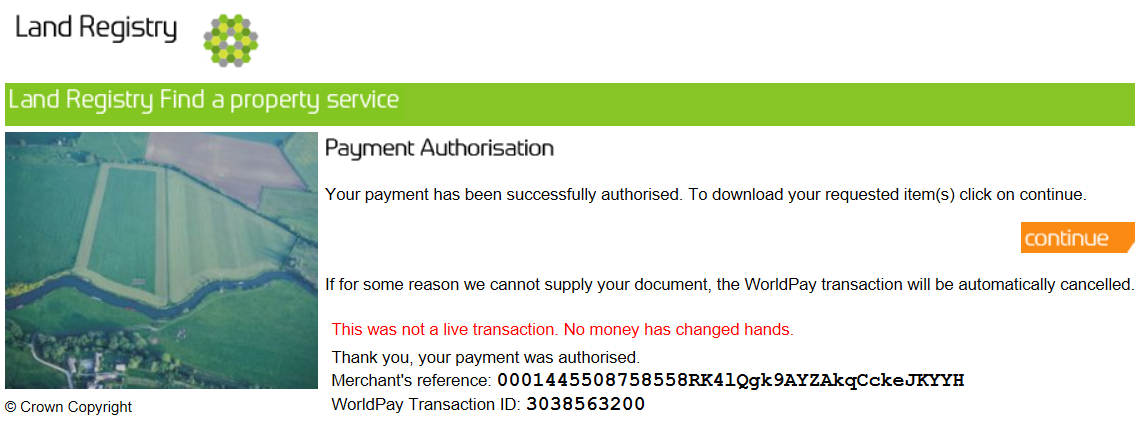 Land Registry
Land Registry Find a property service
Payment Authorisation
Your payment has been successfully authorised. To download your requested item(s) click on continue.
continue
If for some reason we cannot supply your document, the WorldPay transaction will be automatically cancelled.
This was not a live transaction. No money has changed hands.
Thank you, your payment was authorised.
Merchant's reference: 0001445508758558RK4lQgk9AYZAkqCckeJKYYH
WorldPay Transaction ID: 3038563200
© Crown Copyright